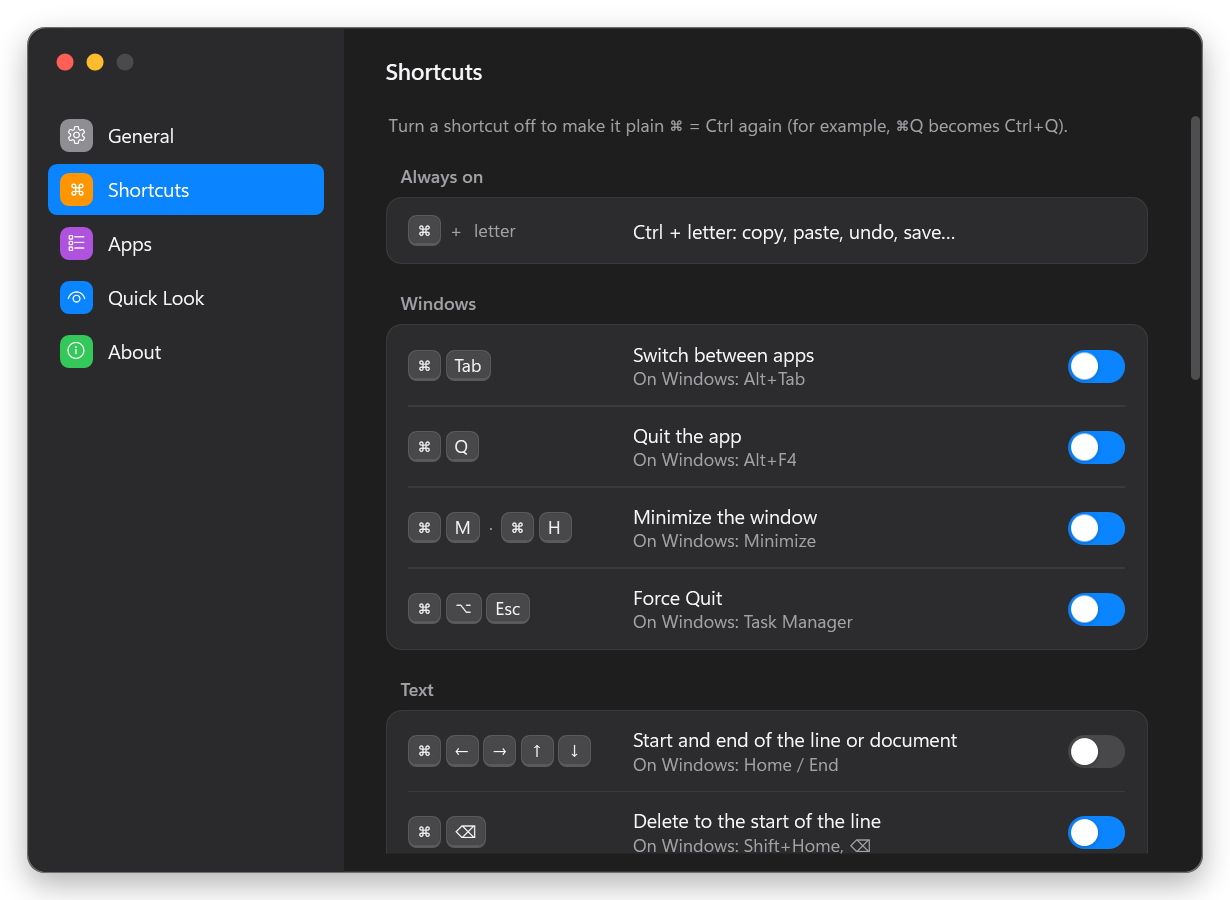 Shortcuts
Turn a shortcut off to make it plain ⌘ = Ctrl again (for example, ⌘Q becomes Ctrl+Q).
General
Shortcuts
Apps
Quick Look
About
Always on
⌘ + letter
Ctrl + letter: copy, paste, undo, save...
Windows
⌘ Tab
Switch between apps
On Windows: Alt+Tab
⌘ Q
Quit the app
On Windows: Alt+F4
⌘ M · ⌘ H
Minimize the window
On Windows: Minimize
⌘ ⌥ Esc
Force Quit
On Windows: Task Manager
Text
⌘ ← → ↑ ↓
Start and end of the line or document
On Windows: Home / End
⌘ ⌫
Delete to the start of the line
On Windows: Shift+Home, ⌫